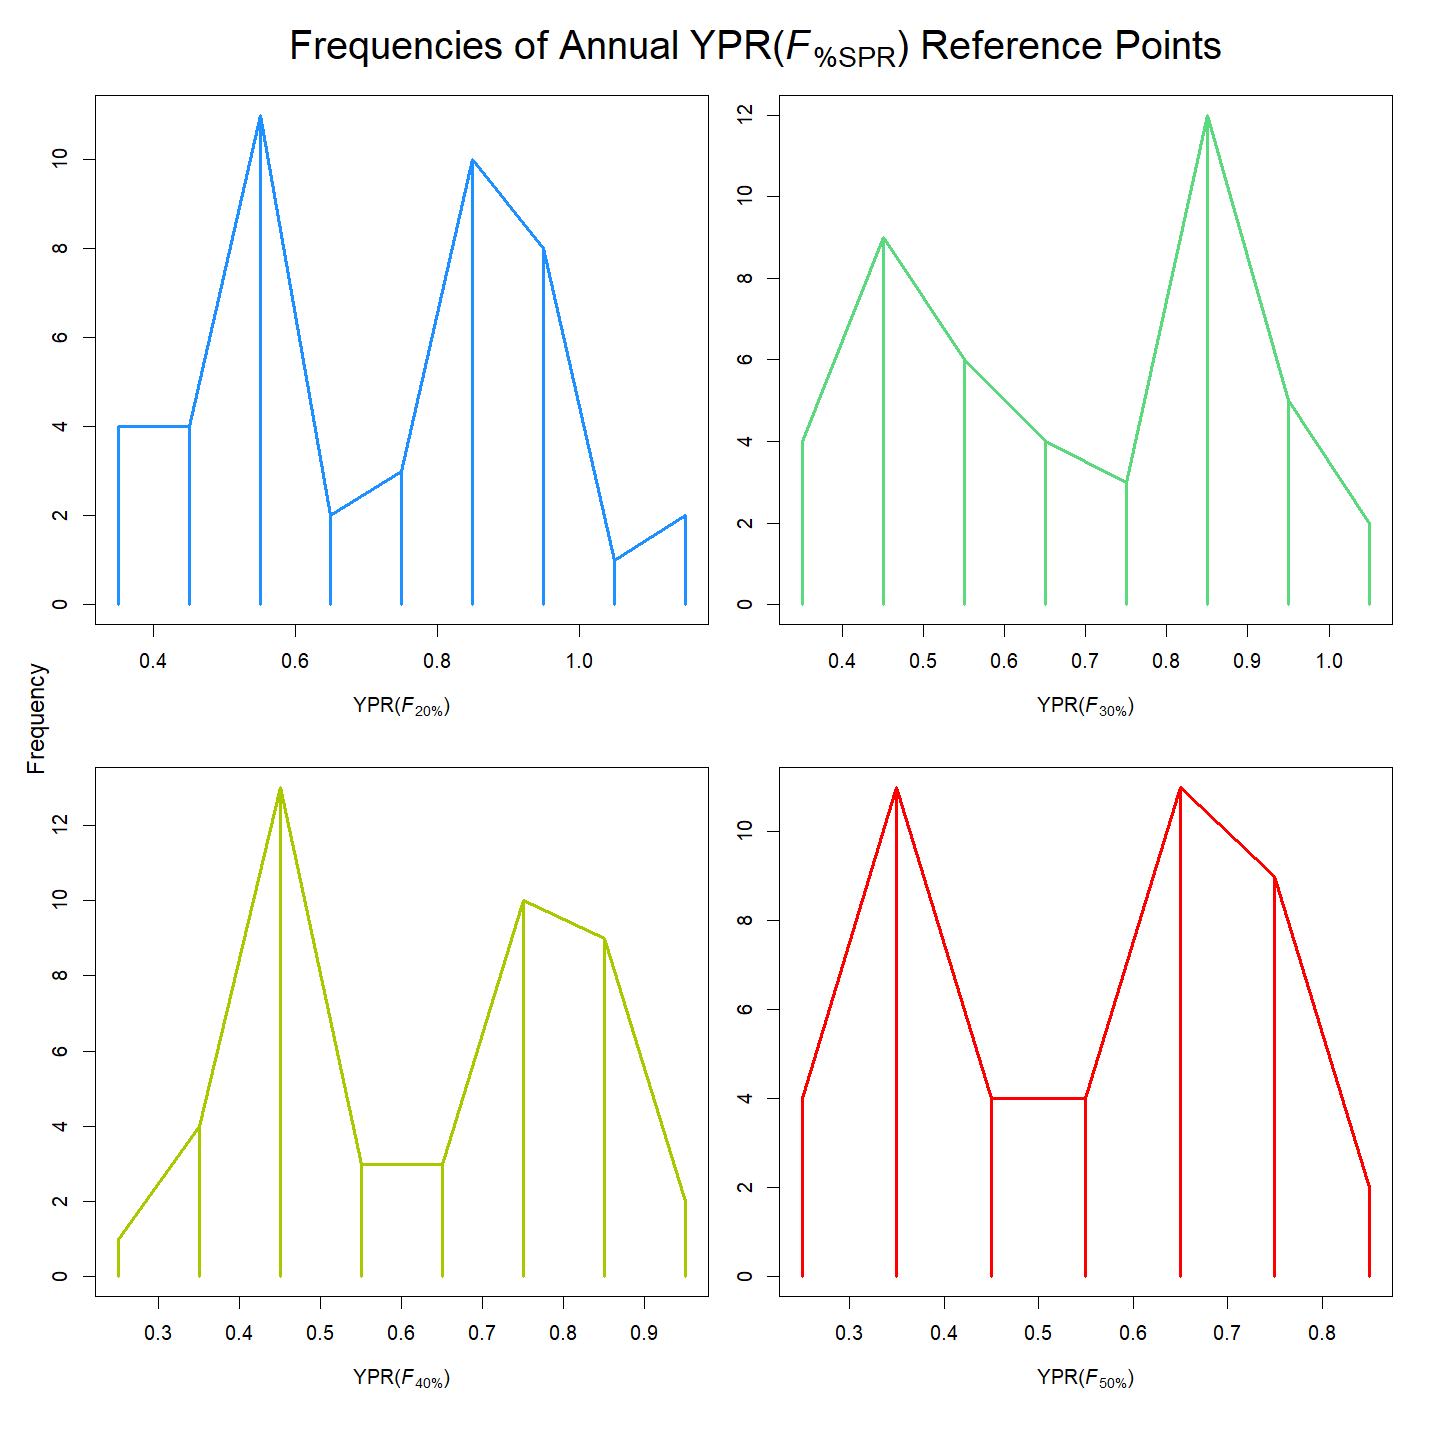 Frequencies of Annual YPR(F%SPR) Reference Points
Frequency
0 2 4 6 8 10
0.4 0.6 0.8 1.0
YPR(F20%)
0 2 4 6 8 10 12
0.4 0.5 0.6 0.7 0.8 0.9 1.0
YPR(F30%)
0 2 4 6 8 10 12
0.3 0.4 0.5 0.6 0.7 0.8 0.9
YPR(F40%)
0 2 4 6 8 10
0.3 0.4 0.5 0.6 0.7 0.8
YPR(F50%)